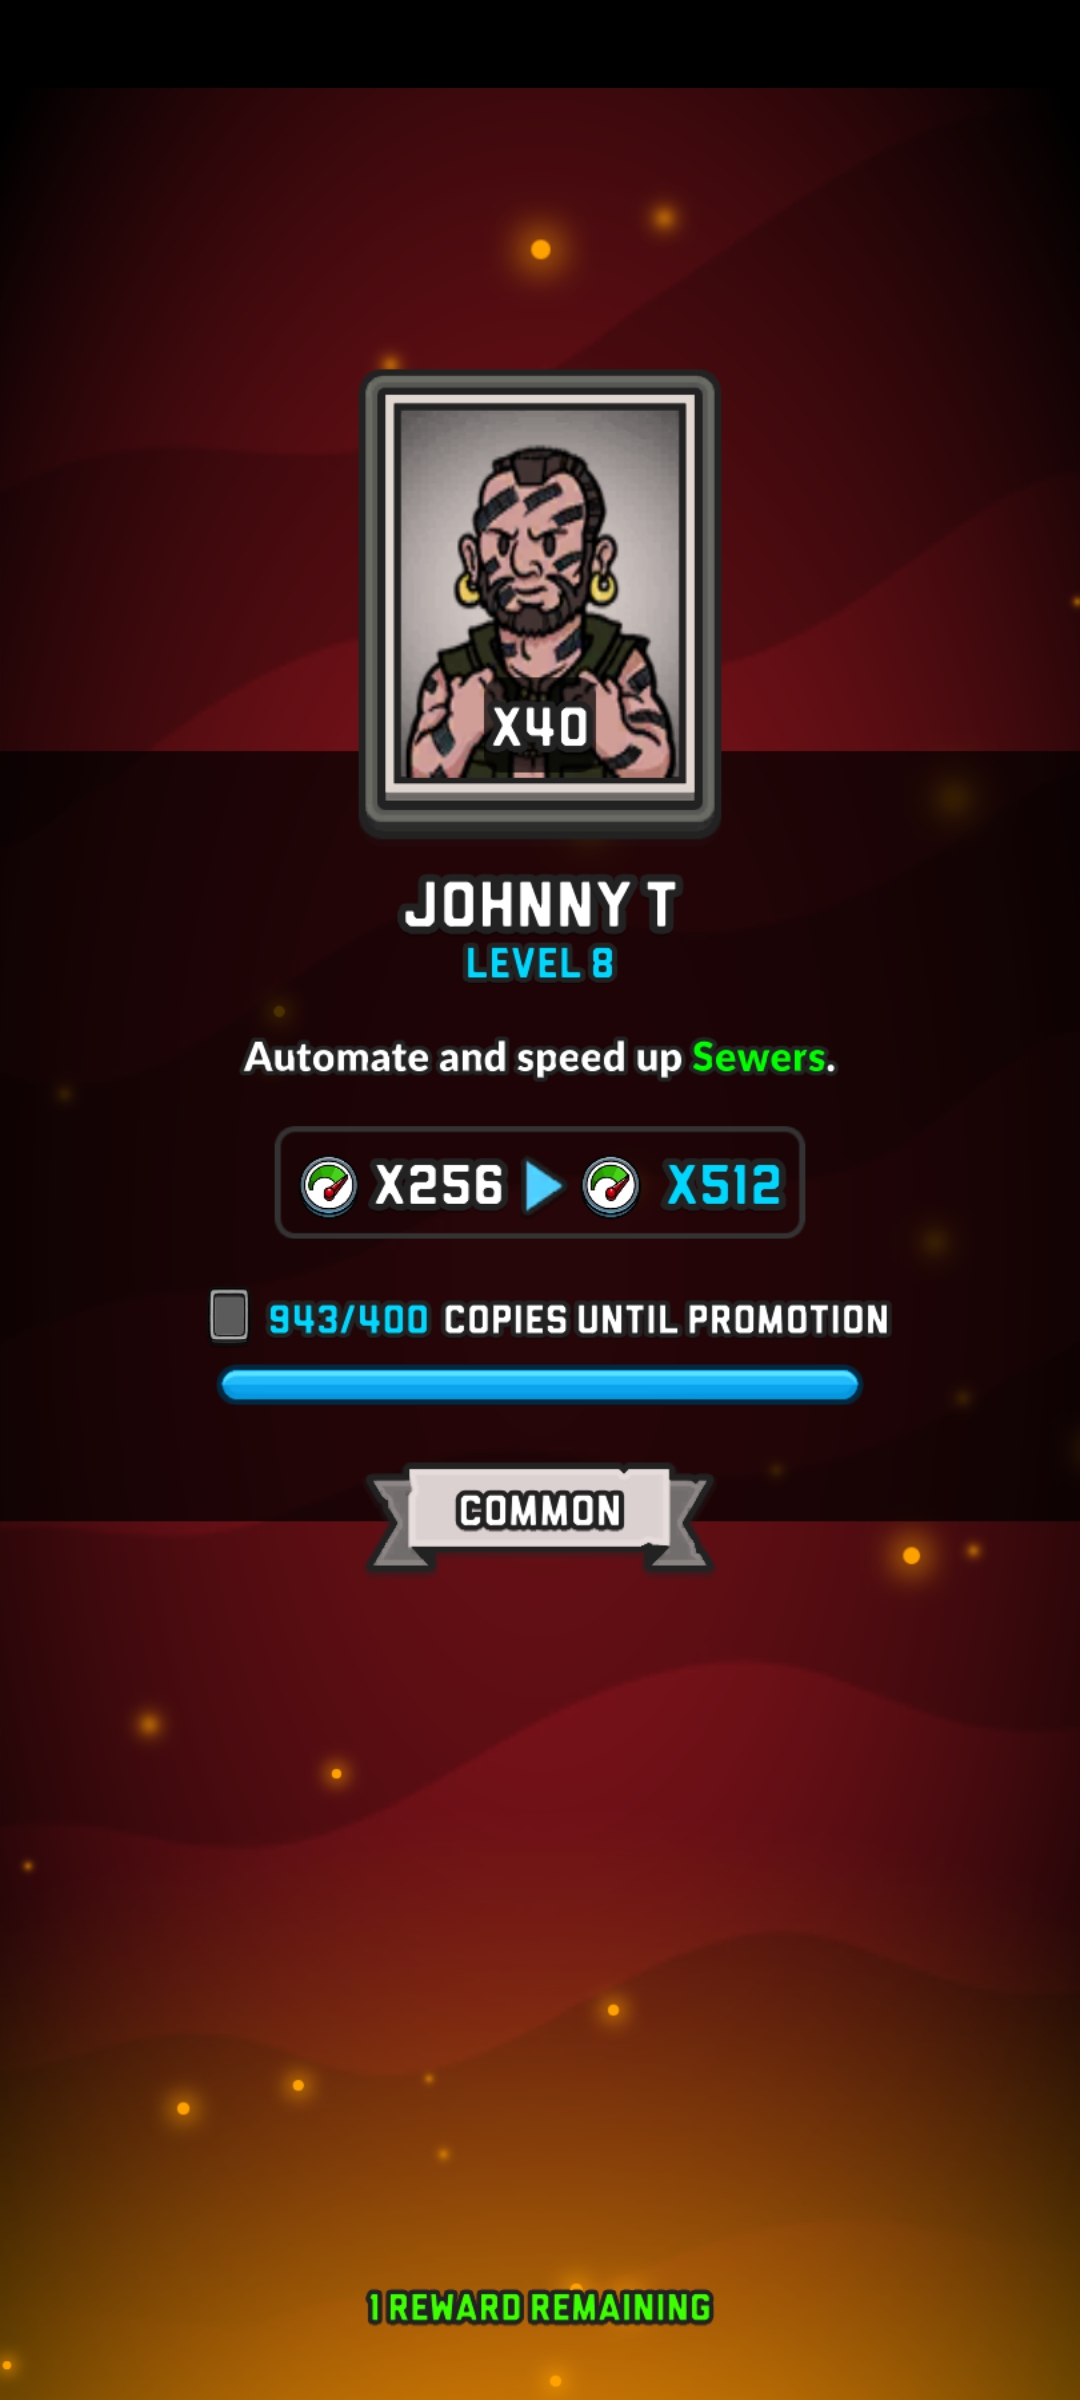 X40
JOHNNY T
LEVEL 8
Automate and speed up Sewers.
X256 X512
943/400 COPIES UNTIL PROMOTION
COMMON
1 REWARD REMAINING